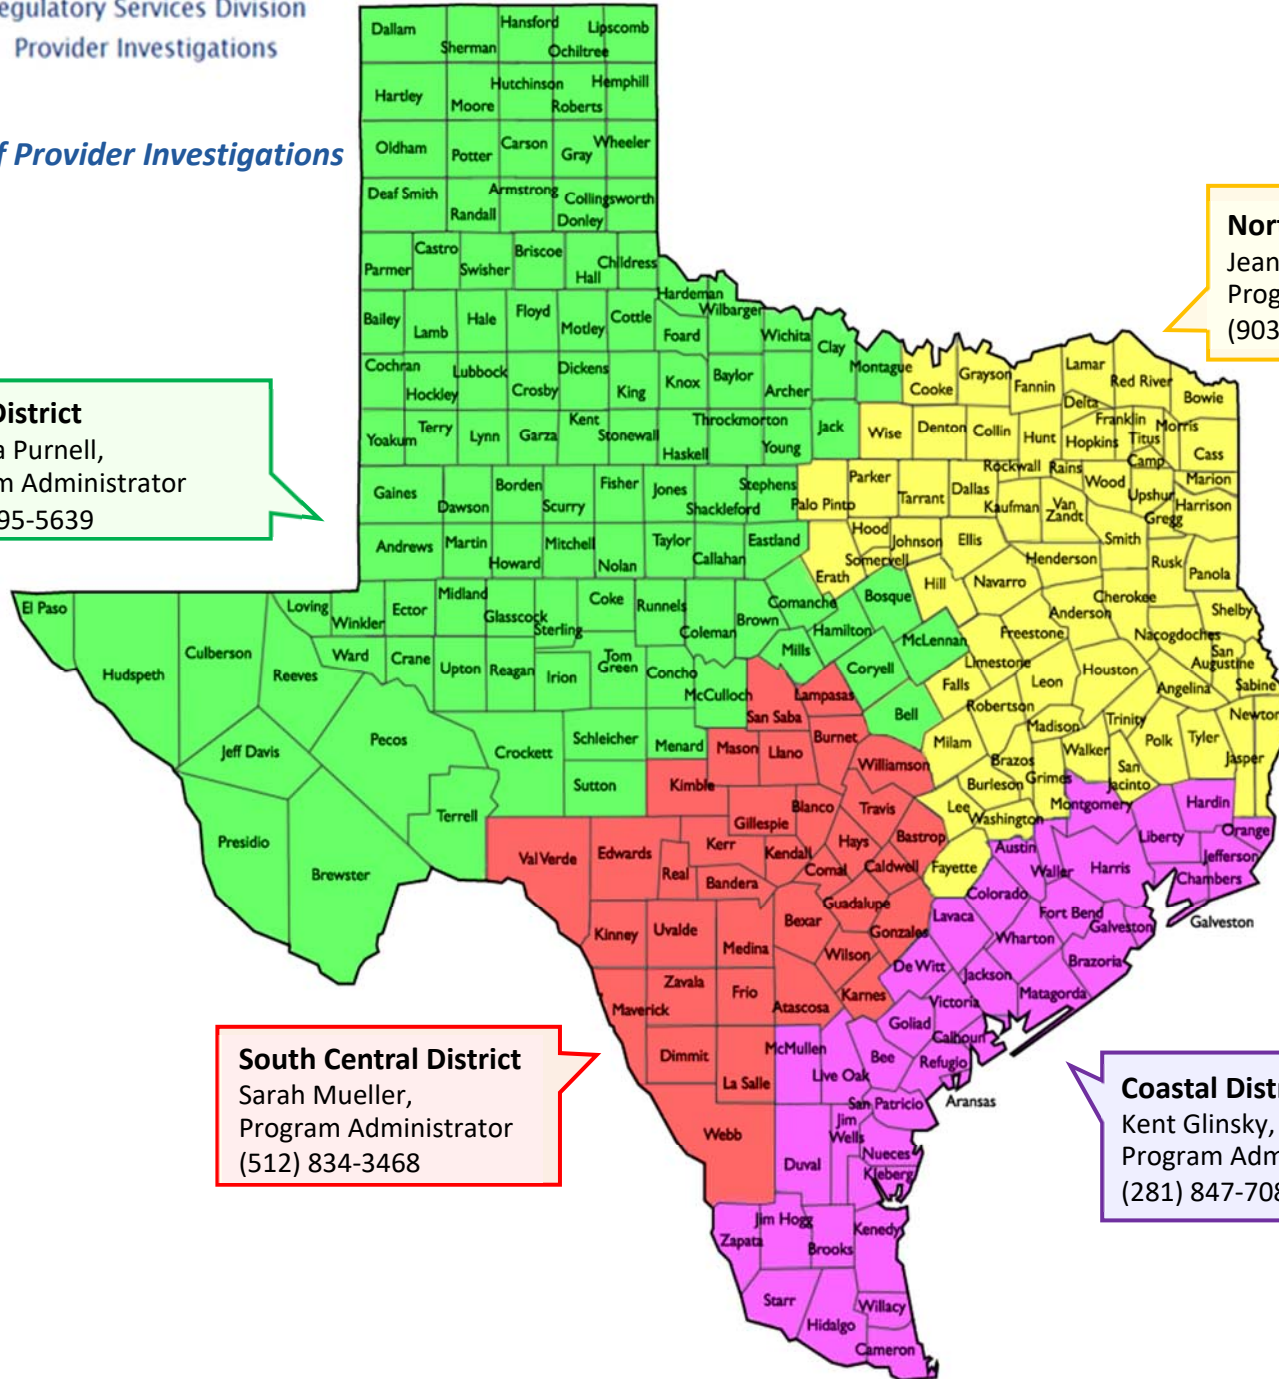 egulatory Services Division
Provider Investigations
f Provider Investigations
Dallam
Sherman
Hansford
Ochiltree
Lipscomb
Hartley
Moore
Hutchinson
Roberts
Hemphill
Oldham
Potter
Carson
Gray
Wheeler
Deaf Smith
Randall
Armstrong
Donley
Collingsworth
Parmer
Castro
Swisher
Briscoe
Hall
Childress
Hardeman
Wilbarger
Bailey
Lamb
Hale
Floyd
Motley
Cottle
Foard
Wichita
Clay
Montague
Cochran
Hockley
Lubbock
Crosby
Dickens
King
Knox
Baylor
Archer
Cooke
Grayson
Fannin
Lamar
Red River
Bowie
Yoakum
Terry
Lynn
Garza
Kent
Stonewall
Haskell
Throckmorton
Young
Jack
Wise
Denton
Collin
Hunt
Delta
Hopkins
Franklin
Titus
Morris
Camp
Cass
Gaines
Dawson
Borden
Scurry
Fisher
Jones
Shackleford
Stephens
Palo Pinto
Parker
Tarrant
Dallas
Rockwall
Kaufman
Rains
Van
Zandt
Wood
Upshur
Marion
Harrison
Gregg
Andrews
Martin
Howard
Mitchell
Nolan
Taylor
Callahan
Eastland
Erath
Hood
Somervell
Johnson
Ellis
Henderson
Smith
Rusk
Panola
El Paso
Hudspeth
Culberson
Reeves
Loving
Winkler
Ector
Midland
Glasscock
Sterling
Coke
Runnels
Coleman
Brown
Comanche
Bosque
Hill
Navarro
Anderson
Cherokee
Shelby
Ward
Crane
Upton
Reagan
Irion
Tom
Green
Concho
McCulloch
Mills
Hamilton
Coryell
McLennan
Limestone
Freestone
Leon
Houston
Nacogdoches
San
Augustine
Sabine
Angelina
Jeff Davis
Pecos
Crockett
Schleicher
Menard
Sutton
San Saba
Lampasas
Bell
Falls
Robertson
Milam
Madison
Trinity
Polk
Tyler
Newton
Jasper
Presidio
Brewster
Terrell
Kimble
Mason
Llano
Burnet
Williamson
Burleson
Brazos
Grimes
Walker
San
Jacinto
Lee
Washington
Montgomery
Hardin
Val Verde
Edwards
Kerr
Gillespie
Blanco
Travis
Hays
Bastrop
Fayette
Austin
Waller
Harris
Liberty
Orange
Jefferson
Chambers
Real
Bandera
Kendall
Comal
Caldwell
Guadalupe
Gonzales
Lavaca
Colorado
Fort Bend
Galveston
Galveston
Kinney
Uvalde
Medina
Bexar
Wilson
De Witt
Wharton
Brazoria
Jackson
Matagorda
Maverick
Zavala
Frio
Atascosa
Karnes
Goliad
Victoria
Calhoun
Dimmit
La Salle
McMullen
Live Oak
Bee
Refugio
San Patricio
Aransas
Webb
Duval
Jim
Wells
Nueces
Kleberg
Zapata
Jim Hogg
Brooks
Kenedy
Starr
Hidalgo
Willacy
Cameron
District
a Purnell,
m Administrator
95-5639
Nort
Jean
Prog
(903
South Central District
Sarah Mueller,
Program Administrator
(512) 834-3468
Coastal Distr
Kent Glinsky,
Program Adm
(281) 847-708